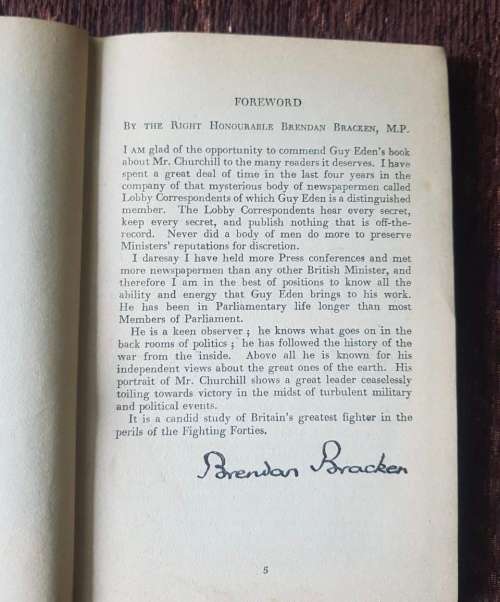 FOREWORD
BY THE RIGHT HONOURABLE BRENDAN BRACKEN, M.P.
I AM glad of the opportunity to commend Guy Eden's book
about Mr. Churchill to the many readers it deserves. I have
spent a great deal of time in the last four years in the
company of that mysterious body of newspapermen called
Lobby Correspondents of which Guy Eden is a distinguished
member. The Lobby Correspondents hear every secret,
keep every secret, and publish nothing that is off-the-
record. Never did a body of men do more to preserve
Ministers' reputations for discretion.
I daresay I have held more Press conferences and met
more newspapermen than any other British Minister, and
therefore I am in the best of positions to know all the
ability and energy that Guy Eden brings to his work.
He has been in Parliamentary life longer than most
Members of Parliament.
He is a keen observer; he knows what goes on in the
back rooms of politics; he has followed the history of the
war from the inside. Above all he is known for his
independent views about the great ones of the earth. His
portrait of Mr. Churchill shows a great leader ceaselessly
toiling towards victory in the midst of turbulent military
and political events.
It is a candid study of Britain's greatest fighter in the
perils of the Fighting Forties.
Brendan Bracken
5